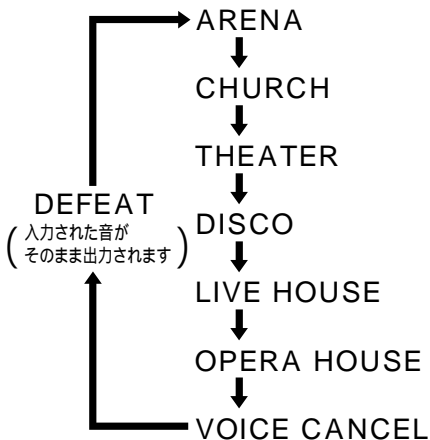 ARENA
CHURCH
THEATER
DISCO
LIVE HOUSE
OPERA HOUSE
VOICE CANCEL
DEFEAT
(入力された音が
そのまま出力されます)